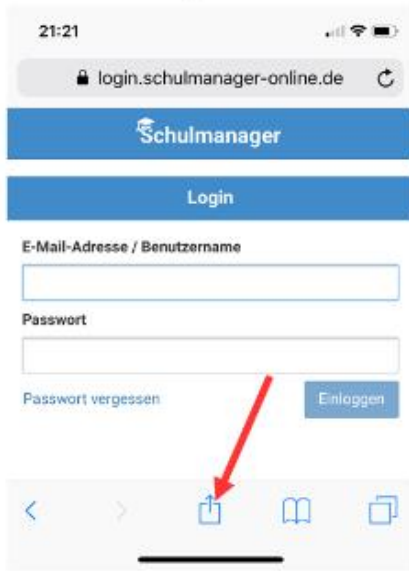 21:21
login.schulmanager-online.de
Schulmanager
Login
E-Mail-Adresse / Benutzername
Passwort
Passwort vergessen
Einloggen